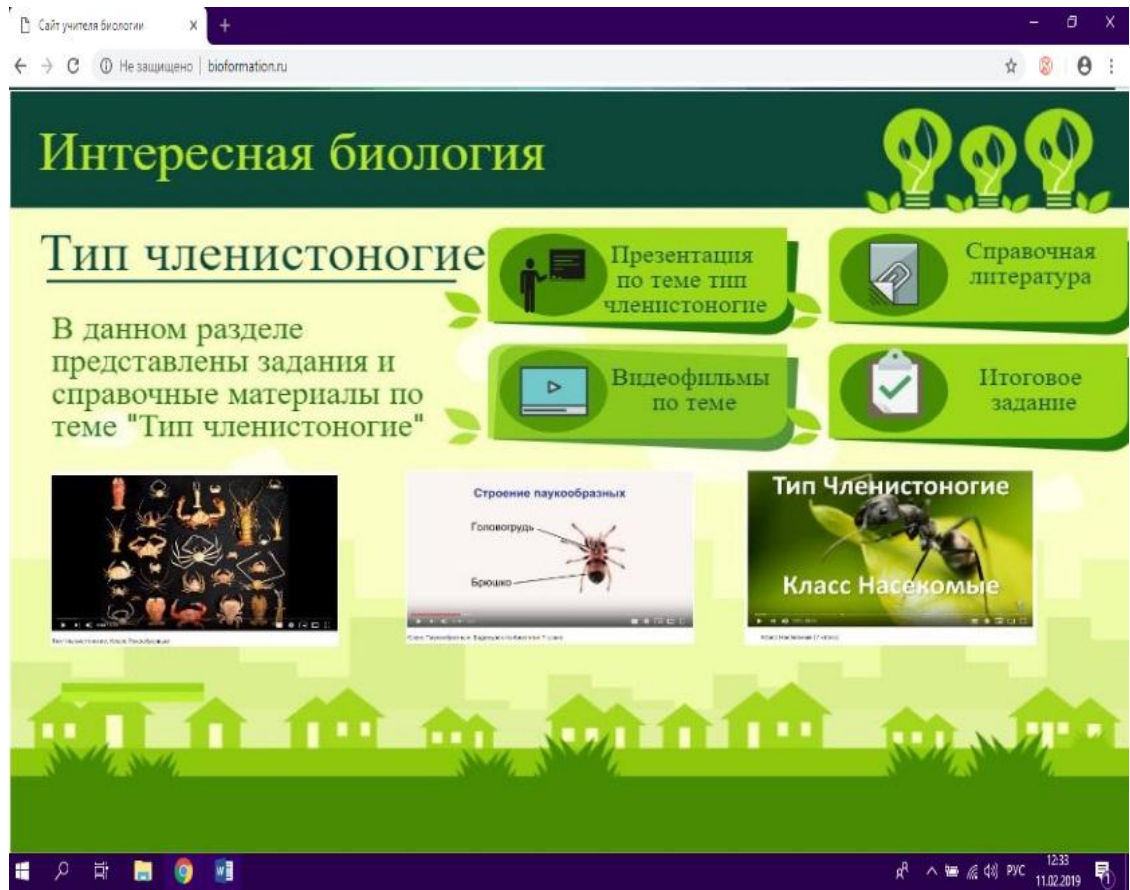 Сайт учителя биологии
Не защищено | bioformation.ru
Интересная биология
Тип членистоногие
В данном разделе
представлены задания и
справочные материалы по
теме "Тип членистоногие"
Презентация
по теме тип
членистоногие
Справочная
литература
Видеофильмы
по теме
Итоговое
задание
Строение паукообразных
Головогрудь
Брюшко
Тип Членистоногие
Класс Насекомые
РУС
12:33
11.02.2019